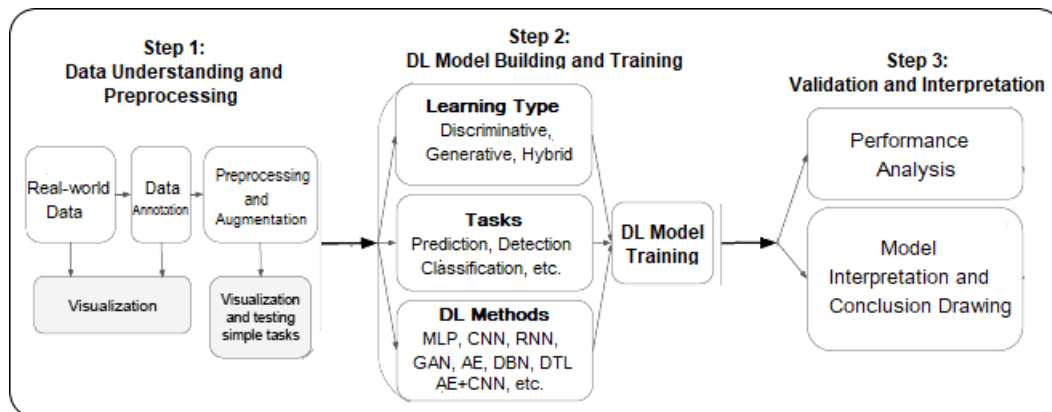 Step 1:
Data Understanding and
Preprocessing
Real-world
Data
Data
Annotation
Preprocessing
and
Augmentation
Visualization
Visualization
and testing
simple tasks
Step 2:
DL Model Building and Training
Learning Type
Discriminative,
Generative, Hybrid
Tasks
Prediction, Detection
Classification, etc.
DL Methods
MLP, CNN, RNN,
GAN, AE, DBN, DTL
AE+CNN, etc.
DL Model
Training
Step 3:
Validation and Interpretation
Performance
Analysis
Model
Interpretation and
Conclusion Drawing